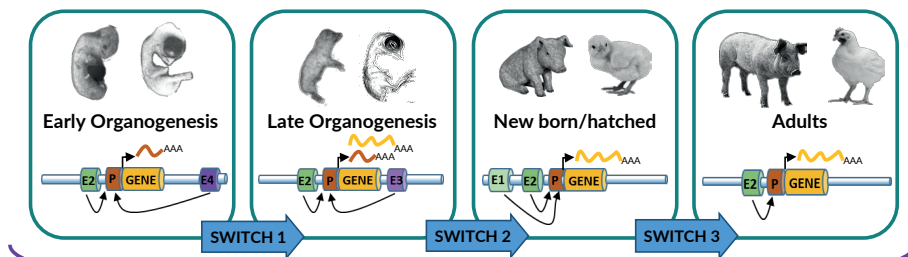 Early Organogenesis
AAA
E2 P GENE E4
SWITCH 1
Late Organogenesis
AAA
AAA
E2 P GENE E3
SWITCH 2
New born/hatched
AAA
E1 E2 P GENE
SWITCH 3
Adults
AAA
E2 P GENE